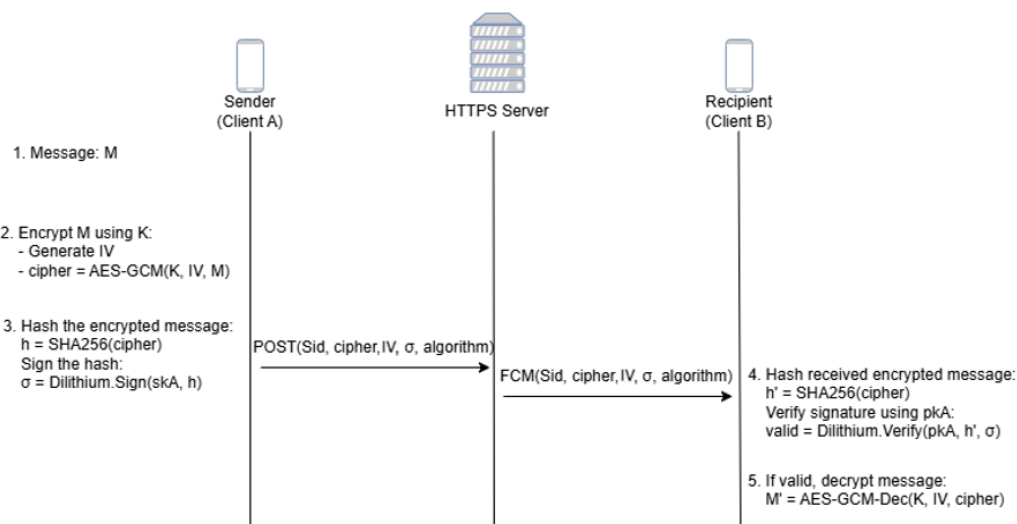 Sender
(Client A)
HTTPS Server
Recipient
(Client B)
1. Message: M
2. Encrypt M using K:
- Generate IV
- cipher = AES-GCM(K, IV, M)
3. Hash the encrypted message:
h = SHA256(cipher)
Sign the hash:
σ = Dilithium.Sign(skA, h)
POST(Sid, cipher,IV, σ, algorithm)
FCM(Sid, cipher,IV, σ, algorithm)
4. Hash received encrypted message:
h' = SHA256(cipher)
Verify signature using pkA:
valid = Dilithium.Verify(pkA, h', σ)
5. If valid, decrypt message:
M' = AES-GCM-Dec(K, IV, cipher)